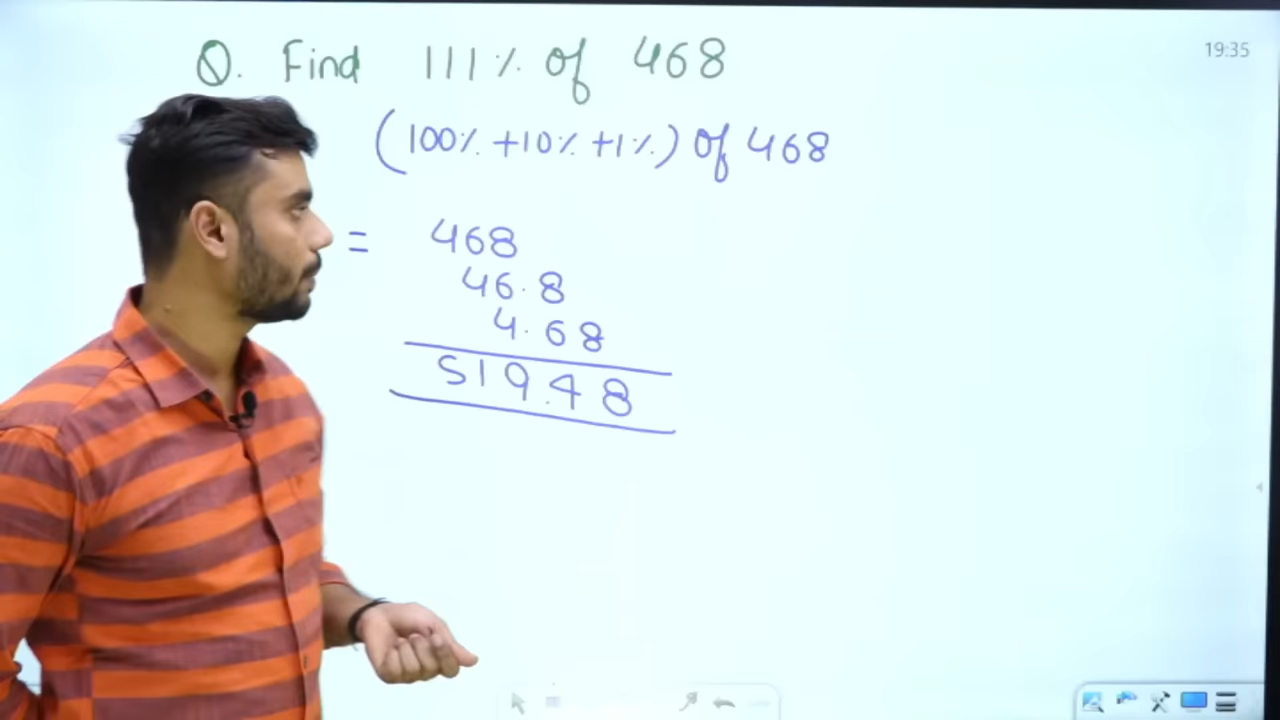 Q. Find 111% of 468
19:35
(100% +10% +1%) of 468
= 468
46.8
4.68
519.48